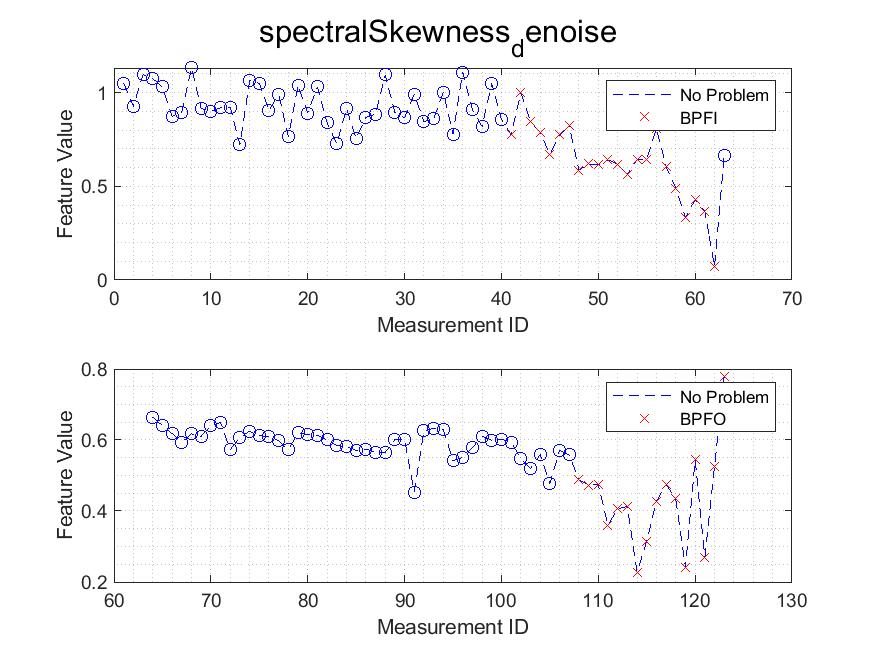 spectralSkewness_denoise
No Problem
BPFI
1
0.5
0
Feature Value
0 10 20 30 40 50 60 70
Measurement ID
No Problem
BPFO
0.8
0.6
0.4
0.2
Feature Value
60 70 80 90 100 110 120 130
Measurement ID